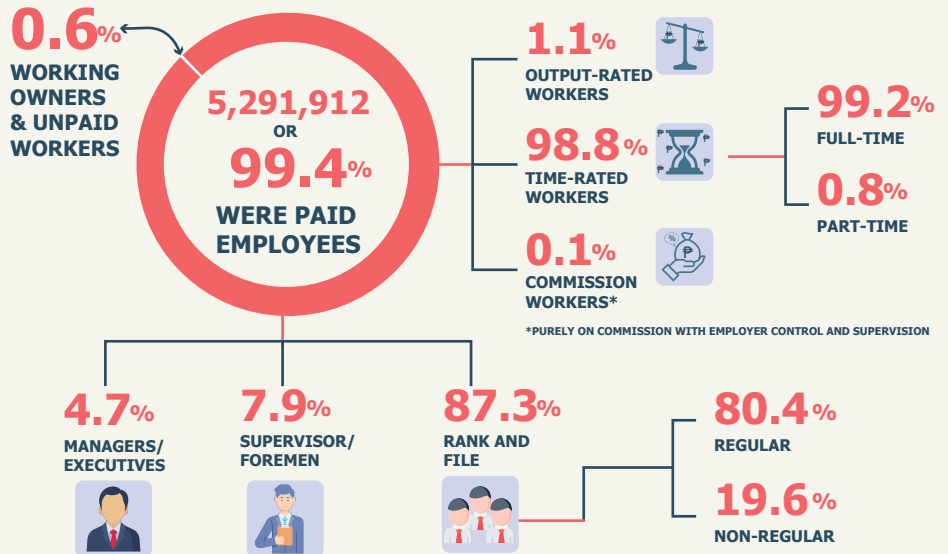 0.6%
WORKING
OWNERS
& UNPAID
WORKERS
5,291,912
OR
99.4%
WERE PAID
EMPLOYEES
1.1%
OUTPUT-RATED
WORKERS
98.8%
TIME-RATED
WORKERS
₱ ₱
₱ ₱
99.2%
FULL-TIME
0.8%
PART-TIME
0.1%
COMMISSION
WORKERS*
%
₱
*PURELY ON COMMISSION WITH EMPLOYER CONTROL AND SUPERVISION
4.7%
MANAGERS/
EXECUTIVES
7.9%
SUPERVISOR/
FOREMEN
87.3%
RANK AND
FILE
80.4%
REGULAR
19.6%
NON-REGULAR